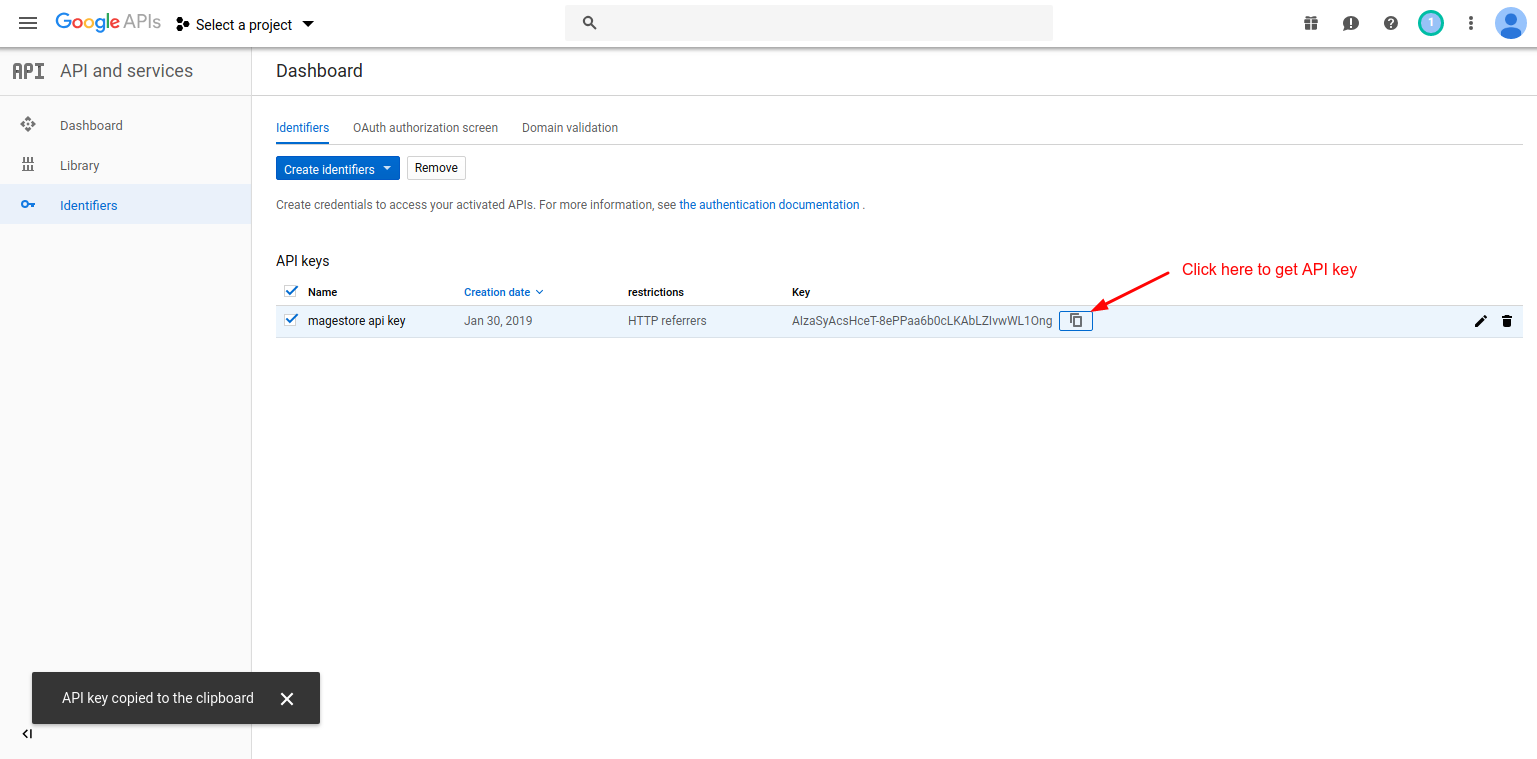 Google APIs Select a project
1
API API and services
Dashboard
Dashboard
Library
Identifiers
Identifiers OAuth authorization screen Domain validation
Create identifiers Remove
Create credentials to access your activated APIs. For more information, see the authentication documentation .
API keys
Click here to get API key
Name Creation date restrictions Key
magestore api key Jan 30, 2019 HTTP referrers AIzaSyAcsHceT-8ePPaa6b0cLKAbLZIvwWL1Ong
API key copied to the clipboard